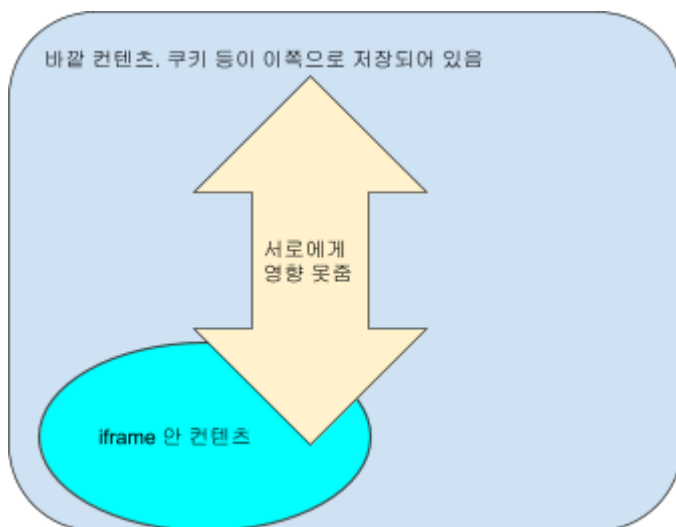 바깥 컨텐츠. 쿠키 등이 이쪽으로 저장되어 있음
서로에게
영향 못줌
iframe 안 컨텐츠